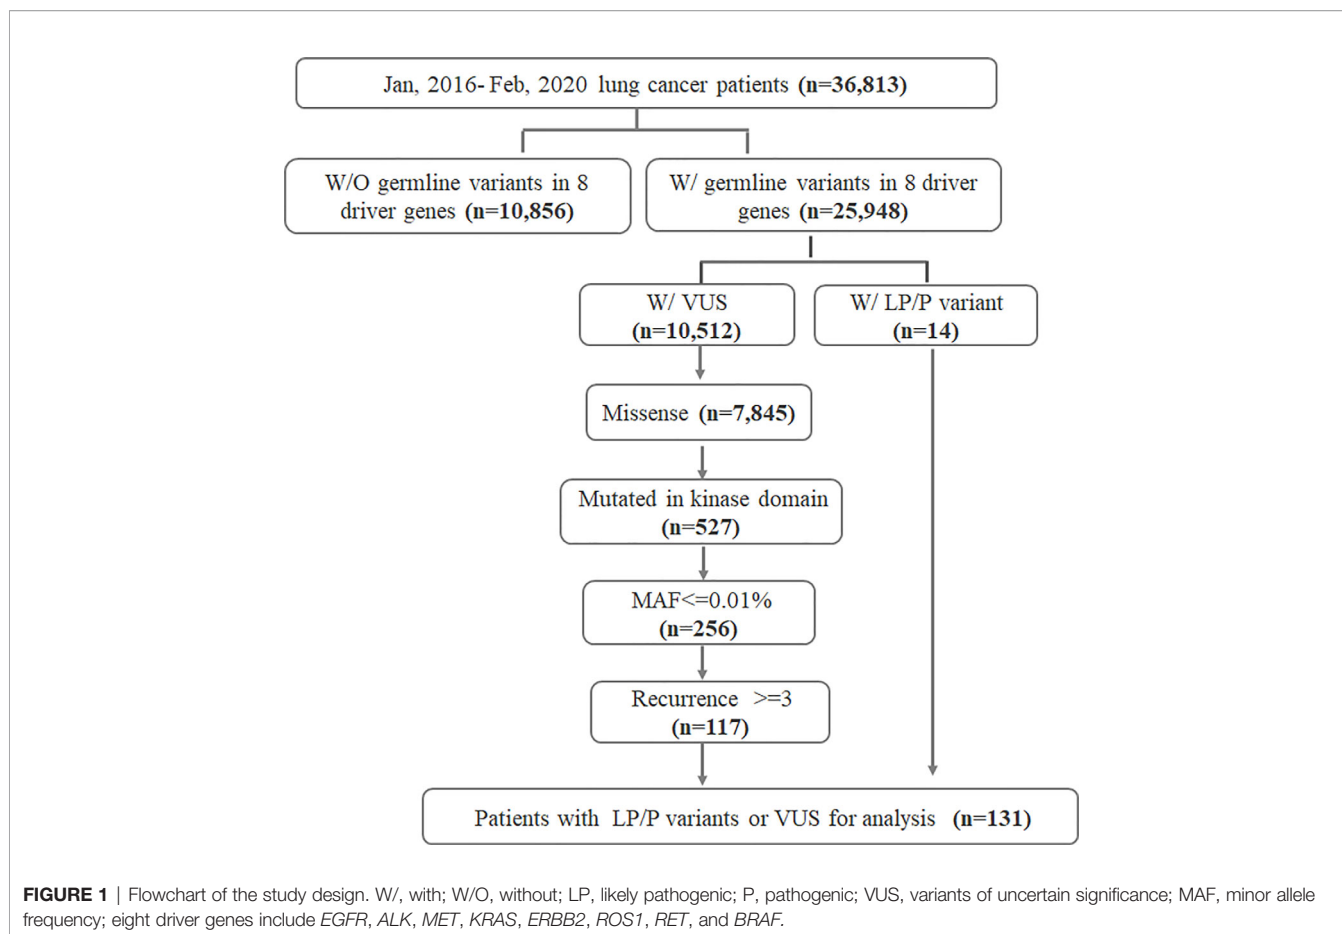 Jan, 2016- Feb, 2020 lung cancer patients (n=36,813)
W/O germline variants in 8
driver genes (n=10,856)
W/ germline variants in 8 driver
genes (n=25,948)
W/ VUS
(n=10,512)
W/ LP/P variant
(n=14)
Missense (n=7,845)
Mutated in kinase domain
(n=527)
MAF<=0.01%
(n=256)
Recurrence >=3
(n=117)
Patients with LP/P variants or VUS for analysis (n=131)
FIGURE 1 | Flowchart of the study design. W/, with; W/O, without; LP, likely pathogenic; P, pathogenic; VUS, variants of uncertain significance; MAF, minor allele
frequency; eight driver genes include EGFR, ALK, MET, KRAS, ERBB2, ROS1, RET, and BRAF.